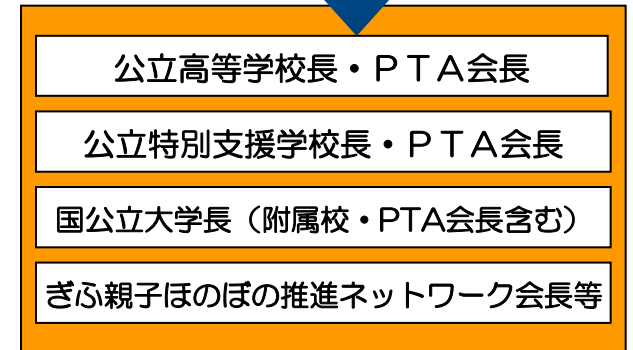 公立高等学校長・ＰＴＡ会長
公立特別支援学校長・ＰＴＡ会長
国公立大学長（附属校・PTA会長含む）
ぎふ親子ほのぼの推進ネットワーク会長等